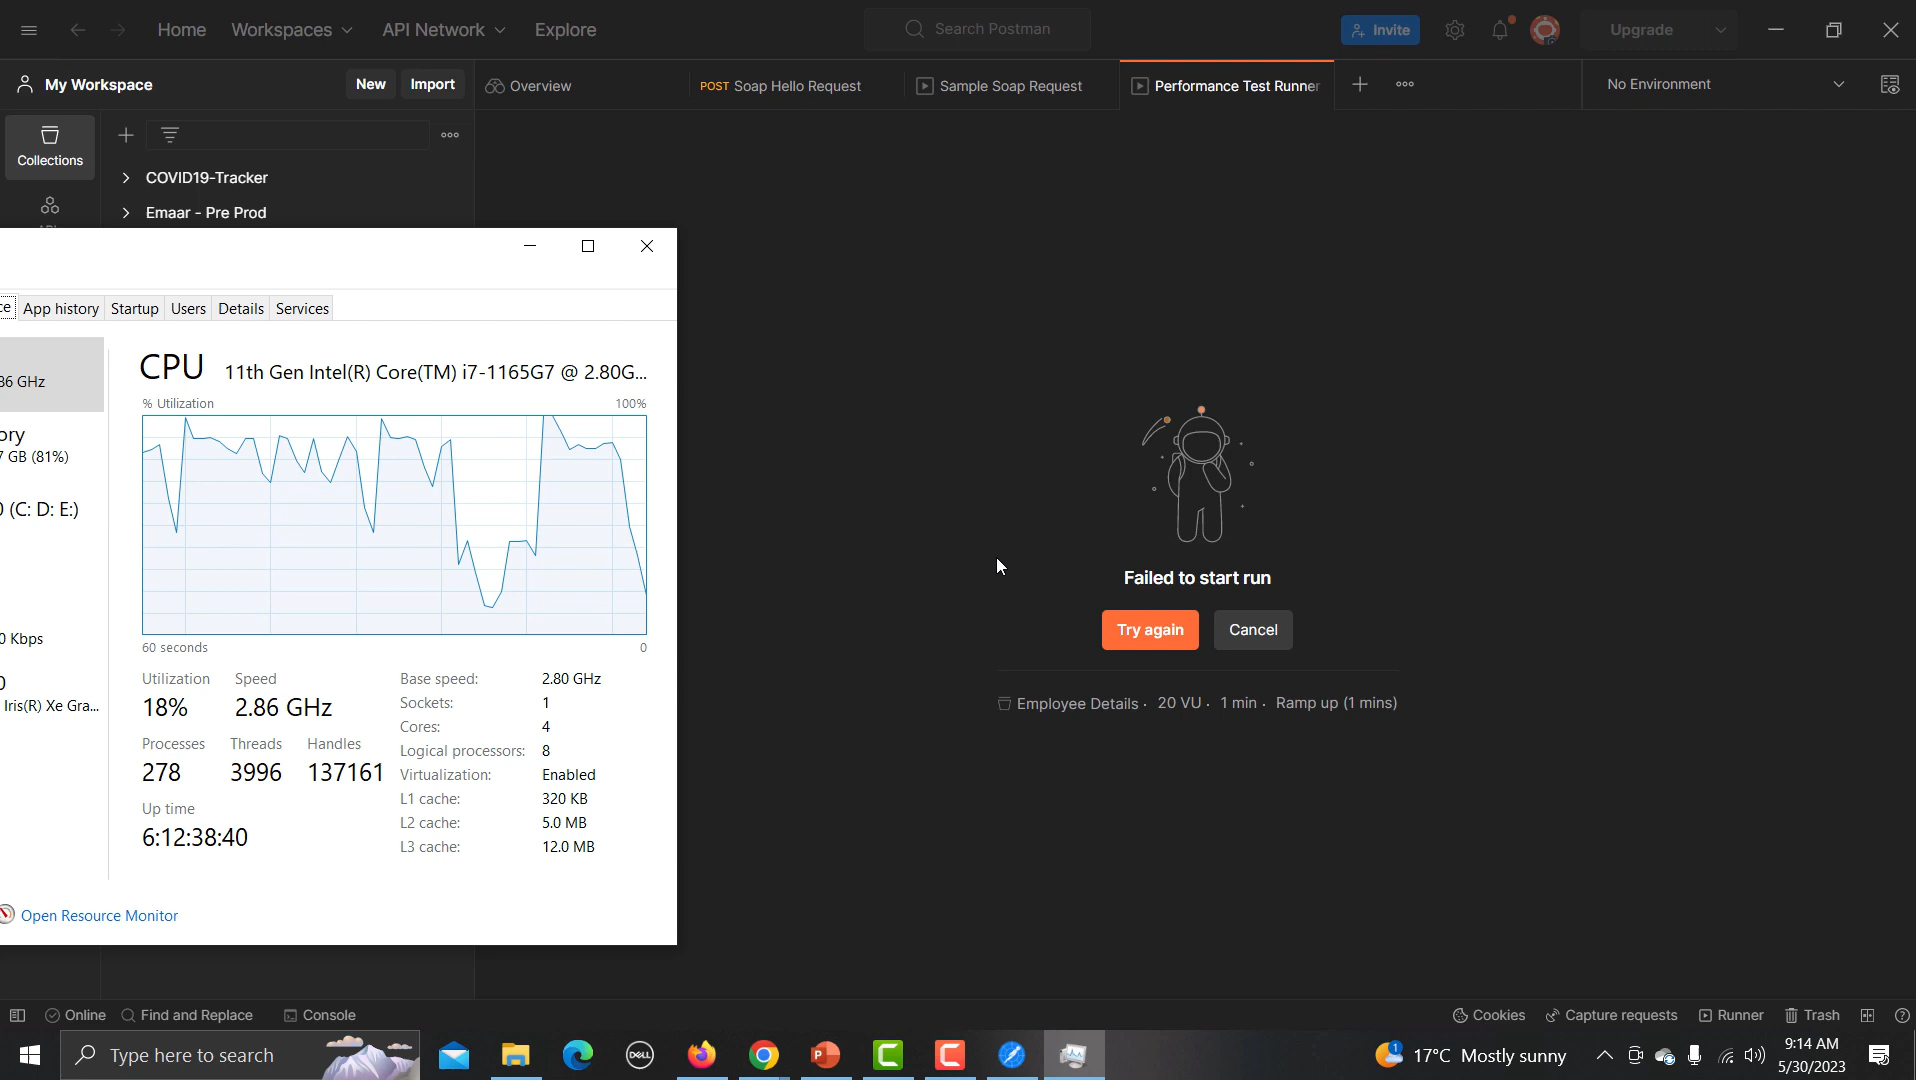 Home Workspaces API Network Explore Search Postman Invite Upgrade
My Workspace New Import Overview POST Soap Hello Request Sample Soap Request Performance Test Runner No Environment
Collections
COVID19-Tracker
Emaar - Pre Prod
App history Startup Users Details Services
CPU 11th Gen Intel(R) Core(TM) i7-1165G7 @ 2.80G...
% Utilization 100%
60 seconds 0
86 GHz
ory
7 GB (81%)
0 (C: D: E:)
0 Kbps
0
Iris(R) Xe Gra...
Utilization Speed
18% 2.86 GHz
Processes Threads Handles
278 3996 137161
Up time
6:12:38:40
Base speed: 2.80 GHz
Sockets: 1
Cores: 4
Logical processors: 8
Virtualization: Enabled
L1 cache: 320 KB
L2 cache: 5.0 MB
L3 cache: 12.0 MB
Open Resource Monitor
Failed to start run
Try again Cancel
Employee Details · 20 VU · 1 min · Ramp up (1 mins)
Online Find and Replace Console Cookies Capture requests Runner Trash
Type here to search DELL 1 17°C Mostly sunny 9:14 AM
5/30/2023